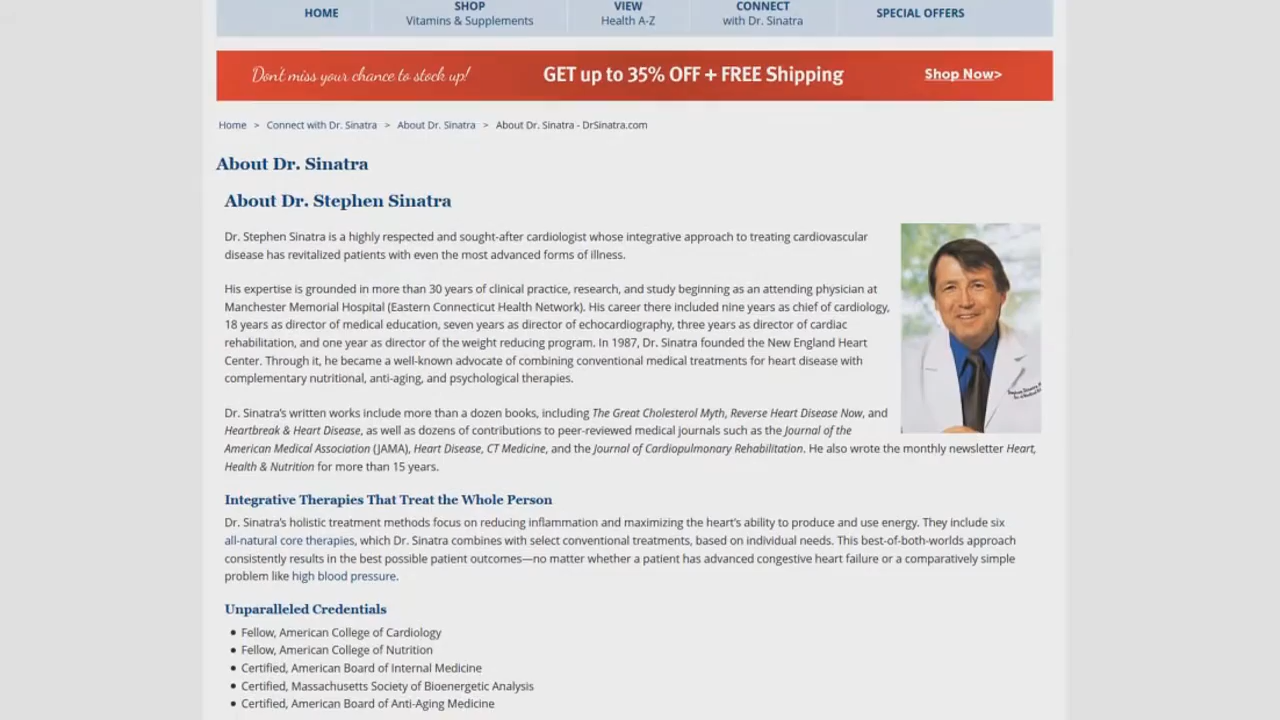 HOME
SHOP
Vitamins & Supplements
VIEW
Health A-Z
CONNECT
with Dr. Sinatra
SPECIAL OFFERS
Don't miss your chance to stock up!
GET up to 35% OFF + FREE Shipping
Shop Now>
Home > Connect with Dr. Sinatra > About Dr. Sinatra > About Dr. Sinatra - DrSinatra.com
About Dr. Sinatra
About Dr. Stephen Sinatra
Dr. Stephen Sinatra is a highly respected and sought-after cardiologist whose integrative approach to treating cardiovascular
disease has revitalized patients with even the most advanced forms of illness.
His expertise is grounded in more than 30 years of clinical practice, research, and study beginning as an attending physician at
Manchester Memorial Hospital (Eastern Connecticut Health Network). His career there included nine years as chief of cardiology,
18 years as director of medical education, seven years as director of echocardiography, three years as director of cardiac
rehabilitation, and one year as director of the weight reducing program. In 1987, Dr. Sinatra founded the New England Heart
Center. Through it, he became a well-known advocate of combining conventional medical treatments for heart disease with
complementary nutritional, anti-aging, and psychological therapies.
Dr. Sinatra's written works include more than a dozen books, including The Great Cholesterol Myth, Reverse Heart Disease Now, and
Heartbreak & Heart Disease, as well as dozens of contributions to peer-reviewed medical journals such as the Journal of the
American Medical Association (JAMA), Heart Disease, CT Medicine, and the Journal of Cardiopulmonary Rehabilitation. He also wrote the monthly newsletter Heart,
Health & Nutrition for more than 15 years.
Integrative Therapies That Treat the Whole Person
Dr. Sinatra's holistic treatment methods focus on reducing inflammation and maximizing the heart's ability to produce and use energy. They include six
all-natural core therapies, which Dr. Sinatra combines with select conventional treatments, based on individual needs. This best-of-both-worlds approach
consistently results in the best possible patient outcomes—no matter whether a patient has advanced congestive heart failure or a comparatively simple
problem like high blood pressure.
Unparalleled Credentials
• Fellow, American College of Cardiology
• Fellow, American College of Nutrition
• Certified, American Board of Internal Medicine
• Certified, Massachusetts Society of Bioenergetic Analysis
• Certified, American Board of Anti-Aging Medicine